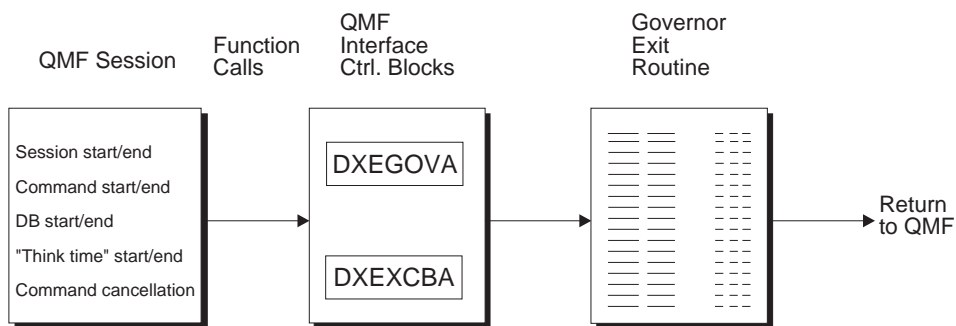 QMF Session
Function
Calls
QMF
Interface
Ctrl. Blocks
Governor
Exit
Routine
Session start/end
Command start/end
DB start/end
"Think time" start/end
Command cancellation
DXEGOVA
DXEXCBA
Return
to QMF